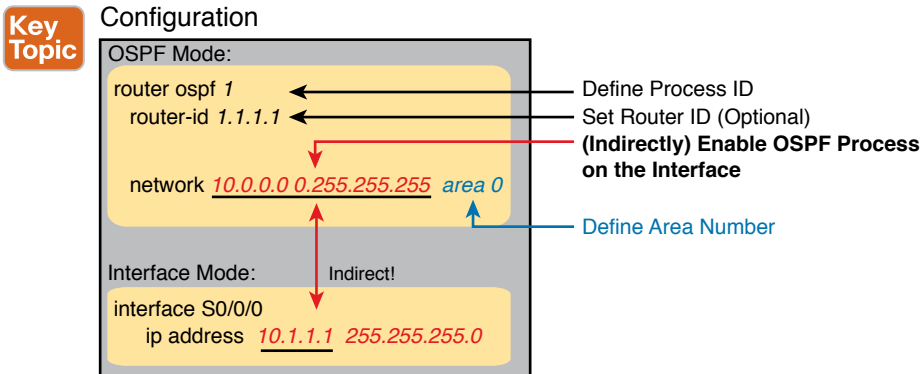 Key
Topic
Configuration
OSPF Mode:
router ospf 1
Define Process ID
router-id 1.1.1.1
Set Router ID (Optional)
(Indirectly) Enable OSPF Process
on the Interface
network 10.0.0.0 0.255.255.255 area 0
Define Area Number
Interface Mode:
Indirect!
interface S0/0/0
ip address 10.1.1.1 255.255.255.0